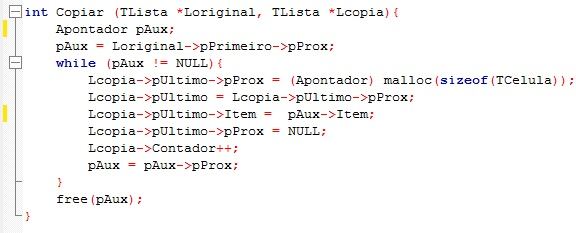 int Copiar (TLista *Loriginal, TLista *Lcopia){
    Apontador pAux;
    pAux = Loriginal->pPrimeiro->pProx;
    while (pAux != NULL){
        Lcopia->pUltimo->pProx = (Apontador) malloc(sizeof(TCelula));
        Lcopia->pUltimo = Lcopia->pUltimo->pProx;
        Lcopia->pUltimo->Item =  pAux->Item;
        Lcopia->pUltimo->pProx = NULL;
        Lcopia->Contador++;
        pAux = pAux->pProx;
    }
    free(pAux);
}